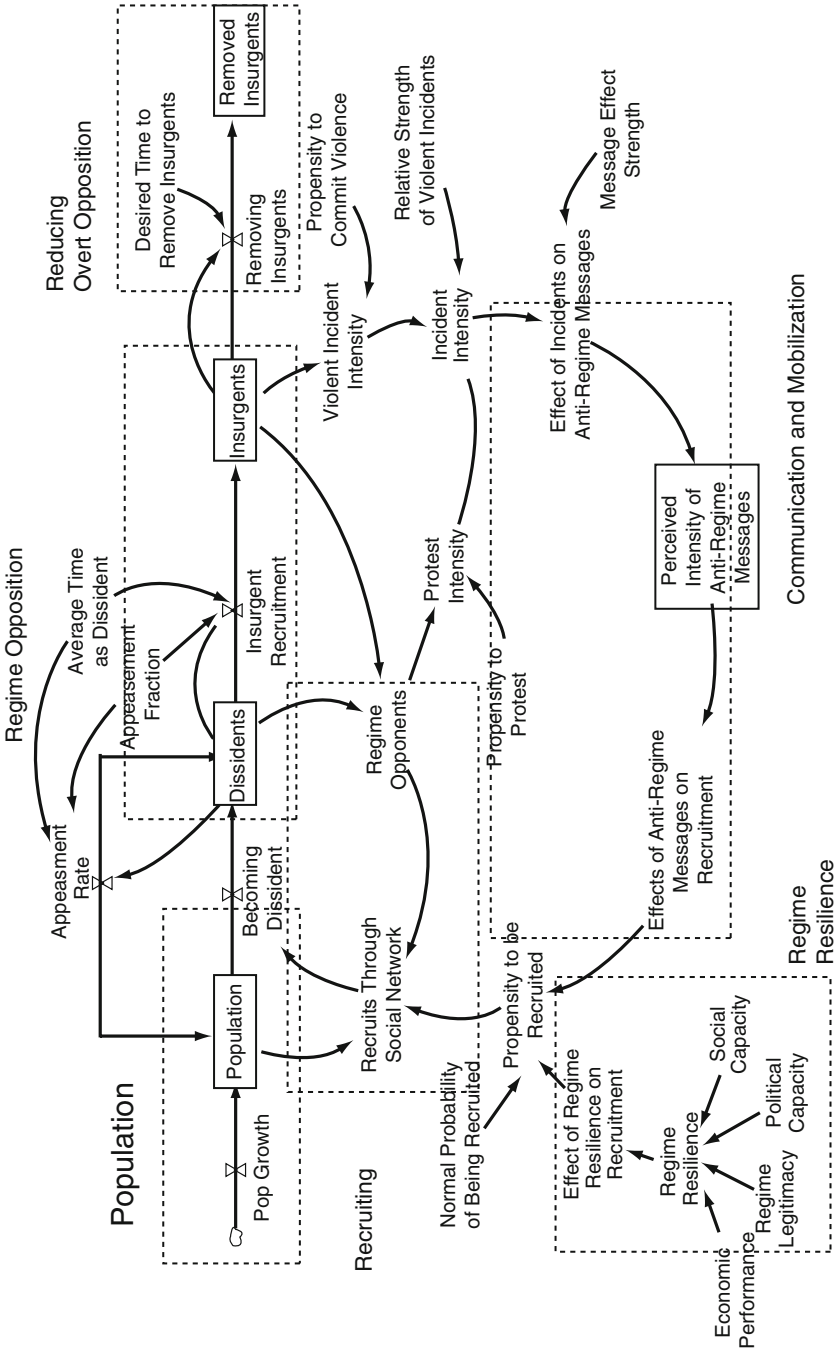 Regime Opposition
Reducing
Overt Opposition
Population
Appeasment
Rate
Average Time
as Dissident
Appeasement
Fraction
Desired Time to
Remove Insurgents
Pop Growth
Population
Becoming
Dissident
Dissidents
Insurgent
Recruitment
Insurgents
Removing
Insurgents
Removed
Insurgents
Recruiting
Recruits Through
Social Network
Regime
Opponents
Violent Incident
Intensity
Propensity to
Commit Violence
Protest
Intensity
Incident
Intensity
Relative Strength
of Violent Incidents
Normal Probability
of Being Recruited
Propensity to be
Recruited
Propensity to
Protest
Effect of Incidents on
Anti-Regime Messages
Message Effect
Strength
Effect of Regime
Resilience on
Recruitment
Effects of Anti-Regime
Messages on
Recruitment
Perceived
Intensity of
Anti-Regime
Messages
Regime
Resilience
Social
Capacity
Political
Capacity
Regime
Legitimacy
Economic
Performance
Regime
Resilience
Communication and Mobilization